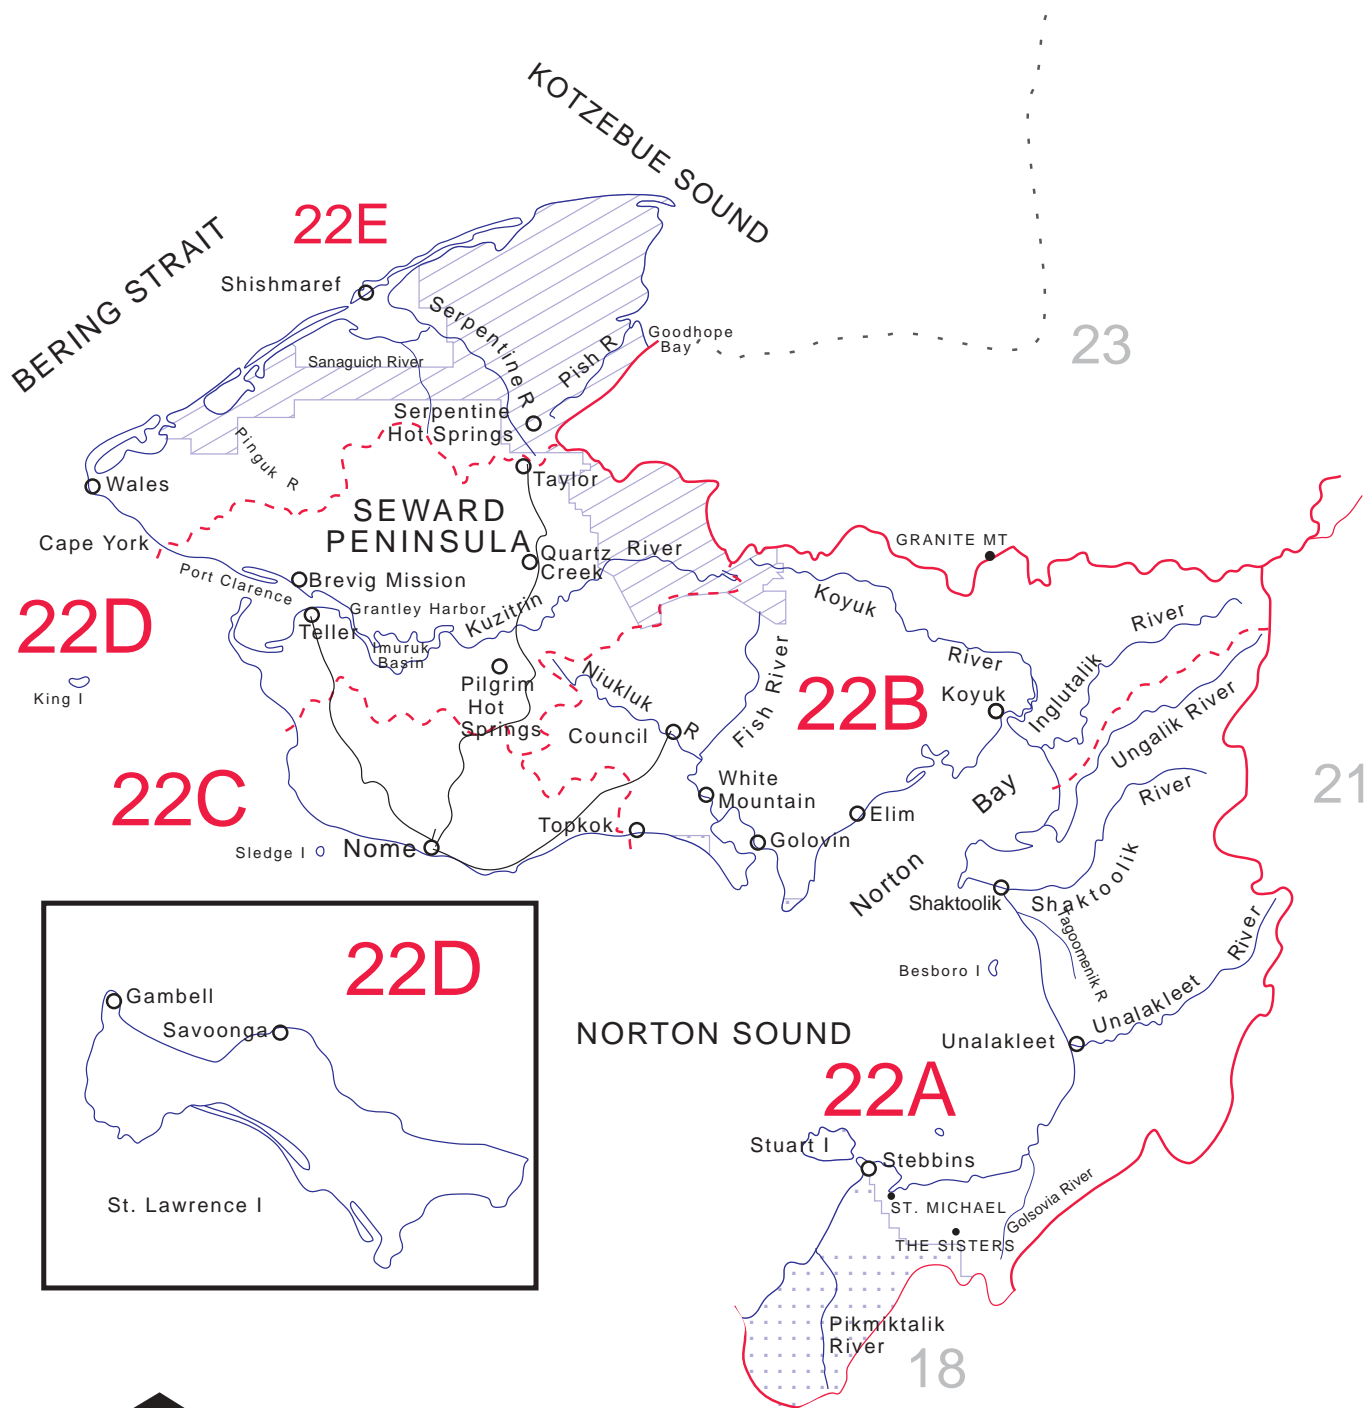 KOTZEBUE SOUND
22E
BERING STRAIT
Shishmaref
Serpentine R
Goodhope
Bay
23
Sanaguich River
Pish R
Serpentine
Hot Springs
Pinguk R
Taylor
Wales
SEWARD
PENINSULA
Cape York
Quartz
Creek
River
GRANITE MT
Port Clarence
Brevig Mission
Grantley Harbor
Kuzitrin
Koyuk
River
22D
Teller
Imuruk
Basin
River
Inglutalik
King I
Pilgrim
Hot
Springs
Niukluk
R
Fish River
22B
Koyuk
Ungalik River
Council
22C
White
Mountain
Bay
River
21
Topkok
Elim
Sledge I
Nome
Golovin
Norton
Shaktoolik
Shaktoolik
Tagoomenik R
River
22D
Besboro I
Gambell
Savoonga
NORTON SOUND
Unalakleet
Unalakleet
22A
Stuart I
Stebbins
St. Lawrence I
ST. MICHAEL
Golsovia River
THE SISTERS
Pikmiktalik
River
18